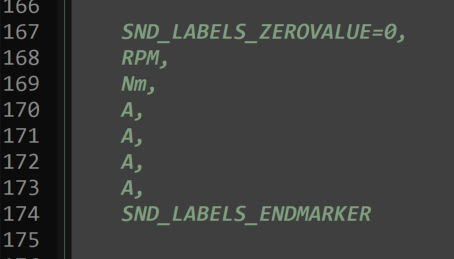 166
167 SND_LABELS_ZEROVALUE=0,
168 RPM,
169 Nm,
170 A,
171 A,
172 A,
173 A,
174 SND_LABELS_ENDMARKER
175